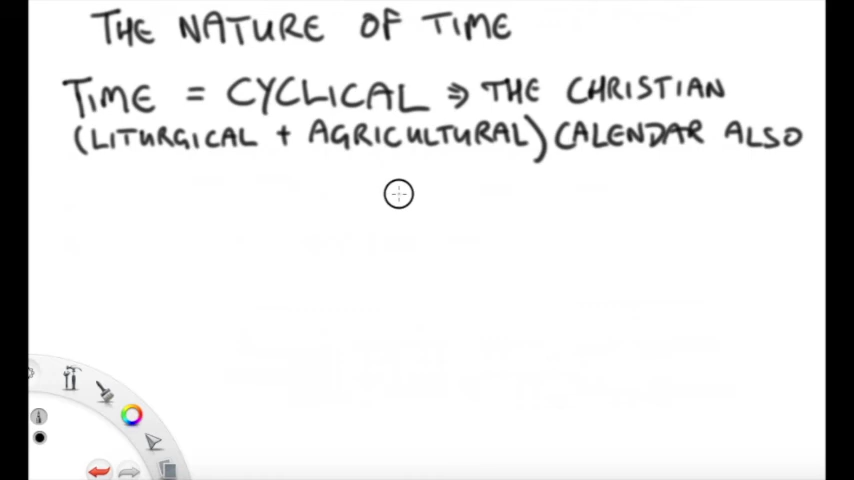 THE NATURE OF TIME
TIME = CYCLICAL => THE CHRISTIAN
(LITURGICAL + AGRICULTURAL) CALENDAR ALSO